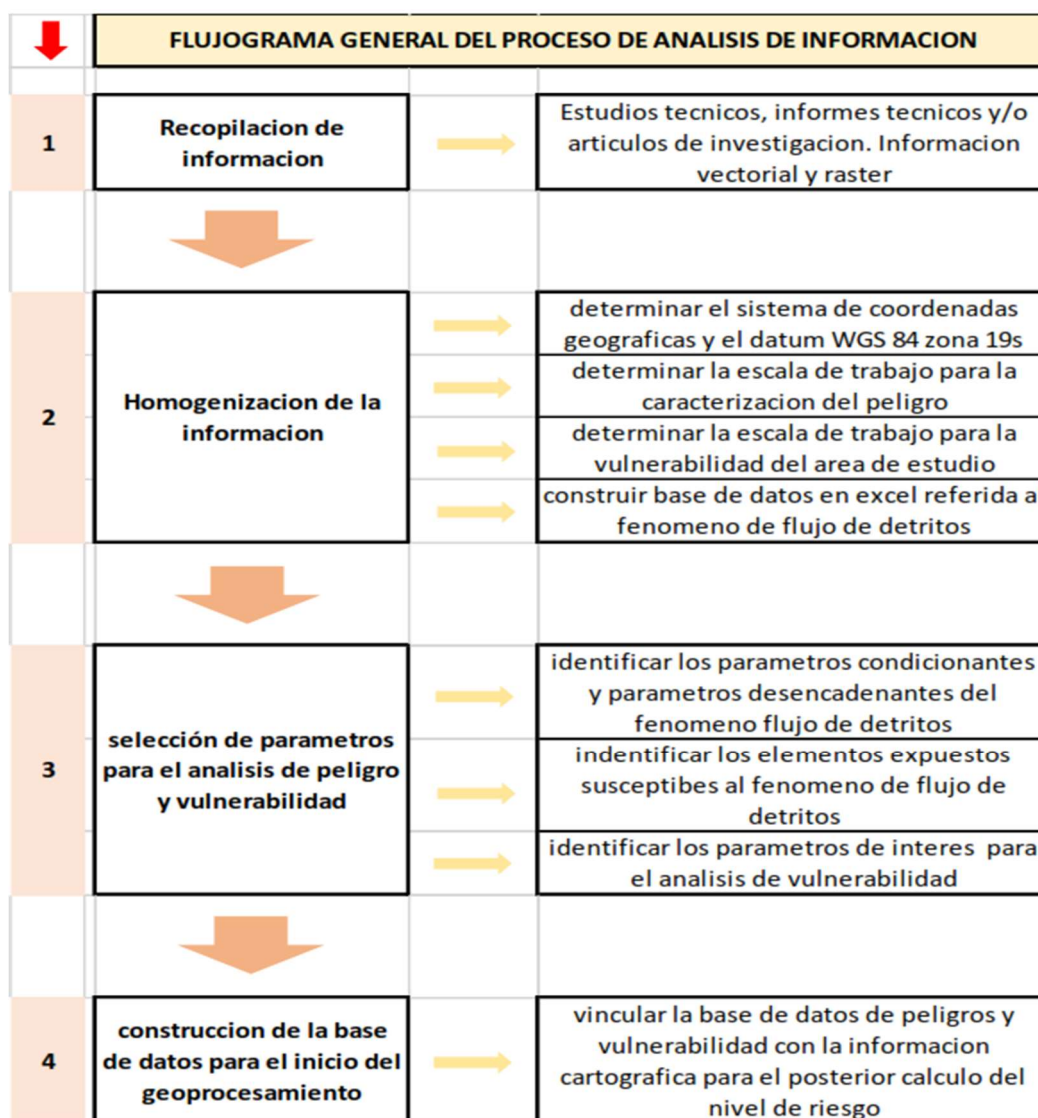 FLUJOGRAMA GENERAL DEL PROCESO DE ANALISIS DE INFORMACION
1
Recopilacion de
informacion
Estudios tecnicos, informes tecnicos y/o
articulos de investigacion. Informacion
vectorial y raster
2
Homogenizacion de la
informacion
determinar el sistema de coordenadas
geograficas y el datum WGS 84 zona 19s
determinar la escala de trabajo para la
caracterizacion del peligro
determinar la escala de trabajo para la
vulnerabilidad del area de estudio
construir base de datos en excel referida a
fenomeno de flujo de detritos
3
selección de parametros
para el analisis de peligro
y vulnerabilidad
identificar los parametros condicionantes
y parametros desencadenantes del
fenomeno flujo de detritos
indentificar los elementos expuestos
susceptibes al fenomeno de flujo de
detritos
identificar los parametros de interes para
el analisis de vulnerabilidad
4
construccion de la base
de datos para el inicio del
geoprocesamiento
vincular la base de datos de peligros y
vulnerabilidad con la informacion
cartografica para el posterior calculo del
nivel de riesgo